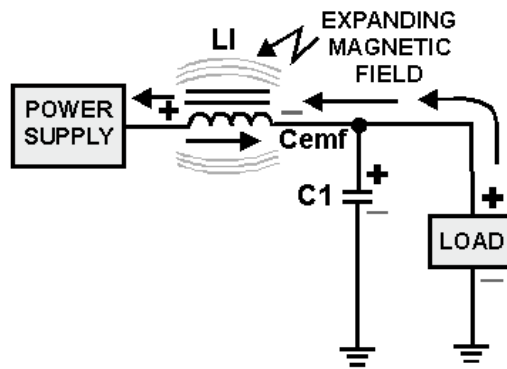 EXPANDING
MAGNETIC
FIELD
LI
POWER
SUPPLY
+
−
Cemf
C1
+
−
+
LOAD
−